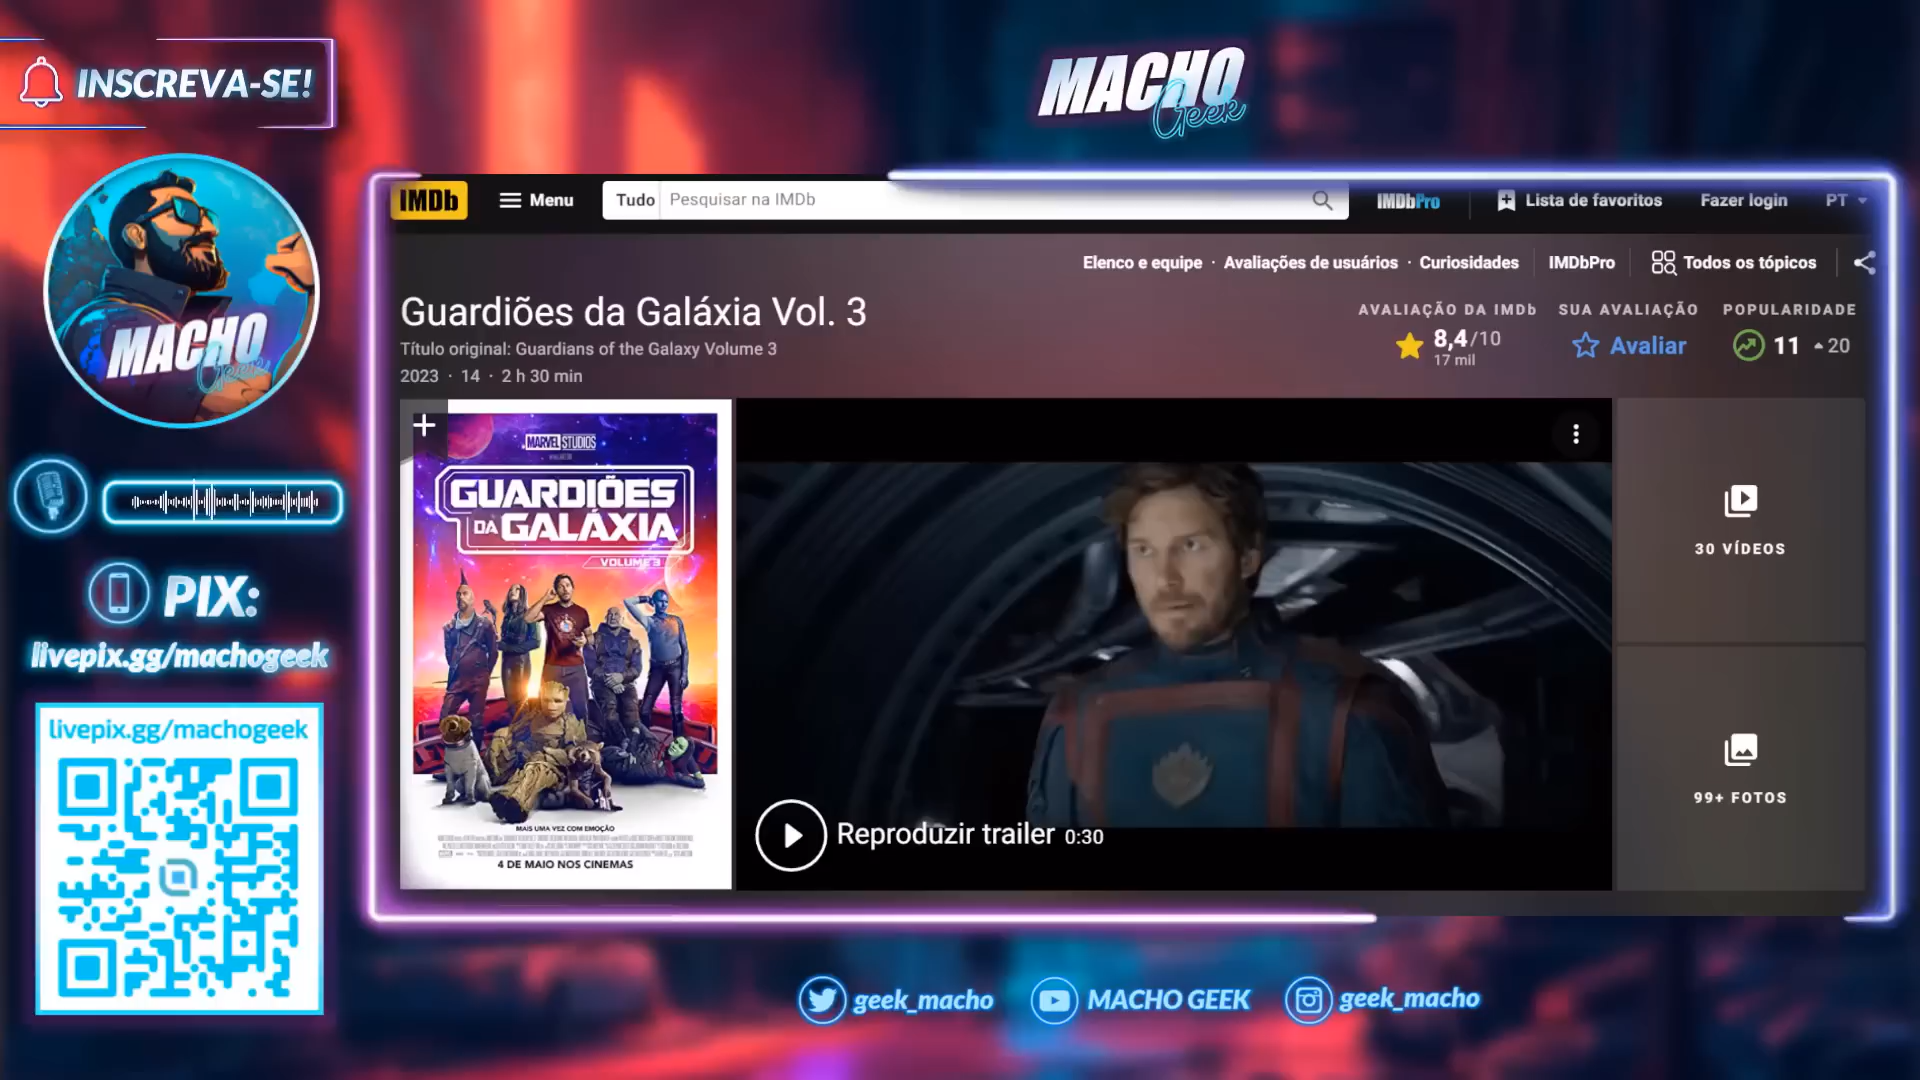 INSCREVA-SE!
MACHO
Geek
MACHO
Geek
PIX:
livepix.gg/machogeek
livepix.gg/machogeek
IMDb
Menu
Tudo
Pesquisar na IMDb
IMDbPro
Lista de favoritos
Fazer login
PT
Elenco e equipe · Avaliações de usuários · Curiosidades
IMDbPro
Todos os tópicos
Guardiões da Galáxia Vol. 3
Título original: Guardians of the Galaxy Volume 3
2023 · 14 · 2 h 30 min
AVALIAÇÃO DA IMDb
8,4/10
17 mil
SUA AVALIAÇÃO
Avaliar
POPULARIDADE
11
20
MARVEL STUDIOS
GUARDIÕES
DA GALÁXIA
VOLUME 3
MAIS UMA VEZ COM EMOÇÃO
4 DE MAIO NOS CINEMAS
Reproduzir trailer 0:30
30 VÍDEOS
99+ FOTOS
geek_macho
MACHO GEEK
geek_macho